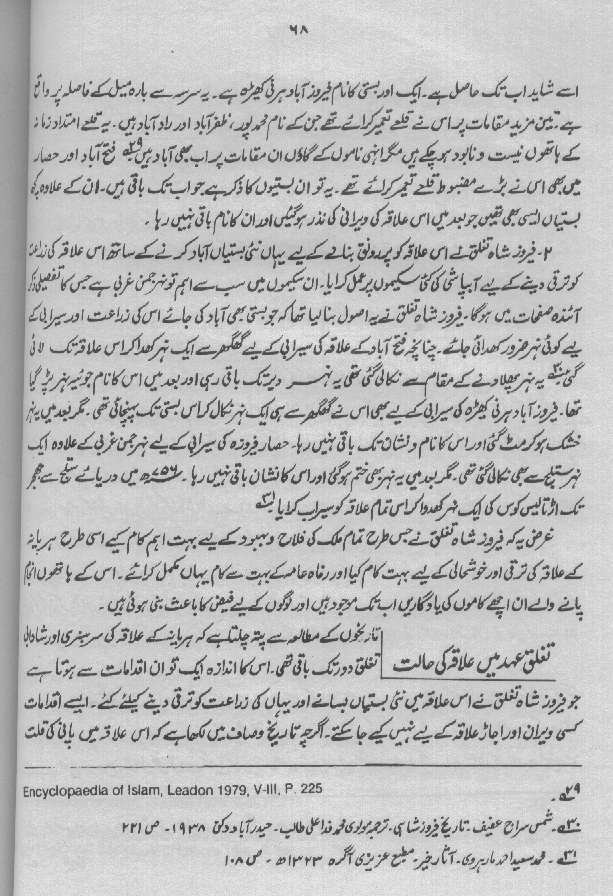 ۶۸
اسے شاید اب تک حاصل ہے۔ ایک اور بستی کا نام فیروز آباد ہرنی کھیڑہ ہے۔ یہ سرسہ سے بارہ میل کے فاصلہ پر واقع
ہے۔ تین مزید مقامات پر اس نے قلعے تعمیر کرائے تھے جن کے نام محمد پور، ظفر آباد اور راد آباد ہیں۔ یہ قلعے امتداد زمانہ
کے ہاتھوں نیست و نابود ہو چکے ہیں مگر انہی ناموں کے گاؤں ان مقامات پر اب بھی آباد ہیں ۲۹؎ فتح آباد اور حصار
میں بھی اس نے بڑے مضبوط قلعے تعمیر کرائے تھے۔ یہ تو ان بستیوں کا ذکر ہے جو اب تک باقی ہیں۔ ان کے علاوہ کچھ
بستیاں ایسی بھی تھیں جو بعد میں اس علاقہ کی ویرانی کی نذر ہو گئیں اور ان کا نام باقی نہیں رہا۔
۲۔ فیروز شاہ تغلق نے اس علاقہ کو پر رونق بنانے کے لیے یہاں نئی بستیاں آباد کرنے کے ساتھ اس علاقہ کی زراعت
کو ترقی دینے کے لیے آبپاشی کی کئی سکیموں پر عمل کرایا۔ ان سکیموں میں سب سے اہم تو نہر جمن غربی ہے جس کا تفصیلی ذکر
آئندہ صفحات میں ہوگا۔ فیروز شاہ تغلق نے یہ اصول بنا لیا تھا کہ جو بستی بھی آباد کی جائے اس کی زراعت اور سیرابی کے
لیے کوئی نہر ضرور کھدائی جائے۔ چنانچہ فتح آباد کے علاقہ کی سیرابی کے لیے گھگھر سے ایک نہر کھدا کر اس علاقہ تک لائی
گئی ۳۰؎ یہ نہر پھلاد نے کے مقام سے نکالی گئی تھی یہ نہر دیر تک باقی رہی اور بعد میں اس کا نام جوئیہ نہر پڑ گیا
تھا۔ فیروز آباد ہرنی کھیڑہ کی سیرابی کے لیے بھی اس نے گھگھر سے ہی ایک نہر نکال کر اس بستی تک پہنچائی تھی۔ مگر بعد میں یہ نہر
خشک ہو کر مٹ گئی اور اس کا نام و نشان تک باقی نہیں رہا۔ حصار فیروزہ کی سیرابی کے لیے نہر جمن غربی کے علاوہ ایک
نہر ستلج سے بھی نکالی گئی تھی۔ مگر بعد میں یہ نہر بھی ختم ہو گئی اور اس کا نشان باقی نہیں رہا۔ ۷۵۶ھ میں دریائے ستلج سے جھجر
تک اڑتالیس کوس کی ایک نہر کھدوا کر اس تمام علاقہ کو سیراب کرایا ۳۱؎
غرض یہ کہ فیروز شاہ تغلق نے جس طرح تمام ملک کی فلاح و بہبود کے لیے بہت اہم کام کیے اسی طرح ہریانہ
کے علاقہ کی ترقی اور خوشحالی کے لیے بہت کام کیا اور رفاہ عامہ کے بہت سے کام یہاں مکمل کرائے۔ اس کے ہاتھوں انجام
پانے والے ان اچھے کاموں کی یادگاریں اب تک موجود ہیں اور لوگوں کے لیے فیض کا باعث بنی ہوئی ہیں۔
تغلق عہد میں علاقہ کی حالت
تاریخوں کے مطالعہ سے پتہ چلتا ہے کہ ہریانہ کے علاقہ کی سرسبزی اور شادابی
تغلق دور تک باقی تھی۔ اس کا اندازہ ایک تو ان اقدامات سے ہوتا ہے
جو فیروز شاہ تغلق نے اس علاقہ میں نئی بستیاں بسانے اور یہاں کی زراعت کو ترقی دینے کیلئے کئے۔ ایسے اقدامات
کسی ویران اور اجاڑ علاقہ کے لیے نہیں کیے جا سکتے۔ اگرچہ تاریخ وصاف میں لکھا ہے کہ اس علاقہ میں پانی کی قلت
۲۹؎ Encyclopaedia of Islam, Leadon 1979, V-III, P. 225
۳۰؎۔ شمس سراج عفیف۔ تاریخ فیروز شاہی۔ ترجمہ مولوی محمد فدا علی طالب۔ حیدر آباد دکن ۱۹۳۸۔ ص ۲۲۱
۳۱؎۔ محمد سعید احمد مارہروی۔ آثار خیر۔ مطبع عزیزی آگرہ ۱۳۲۳ھ۔ ص ۱۰۸